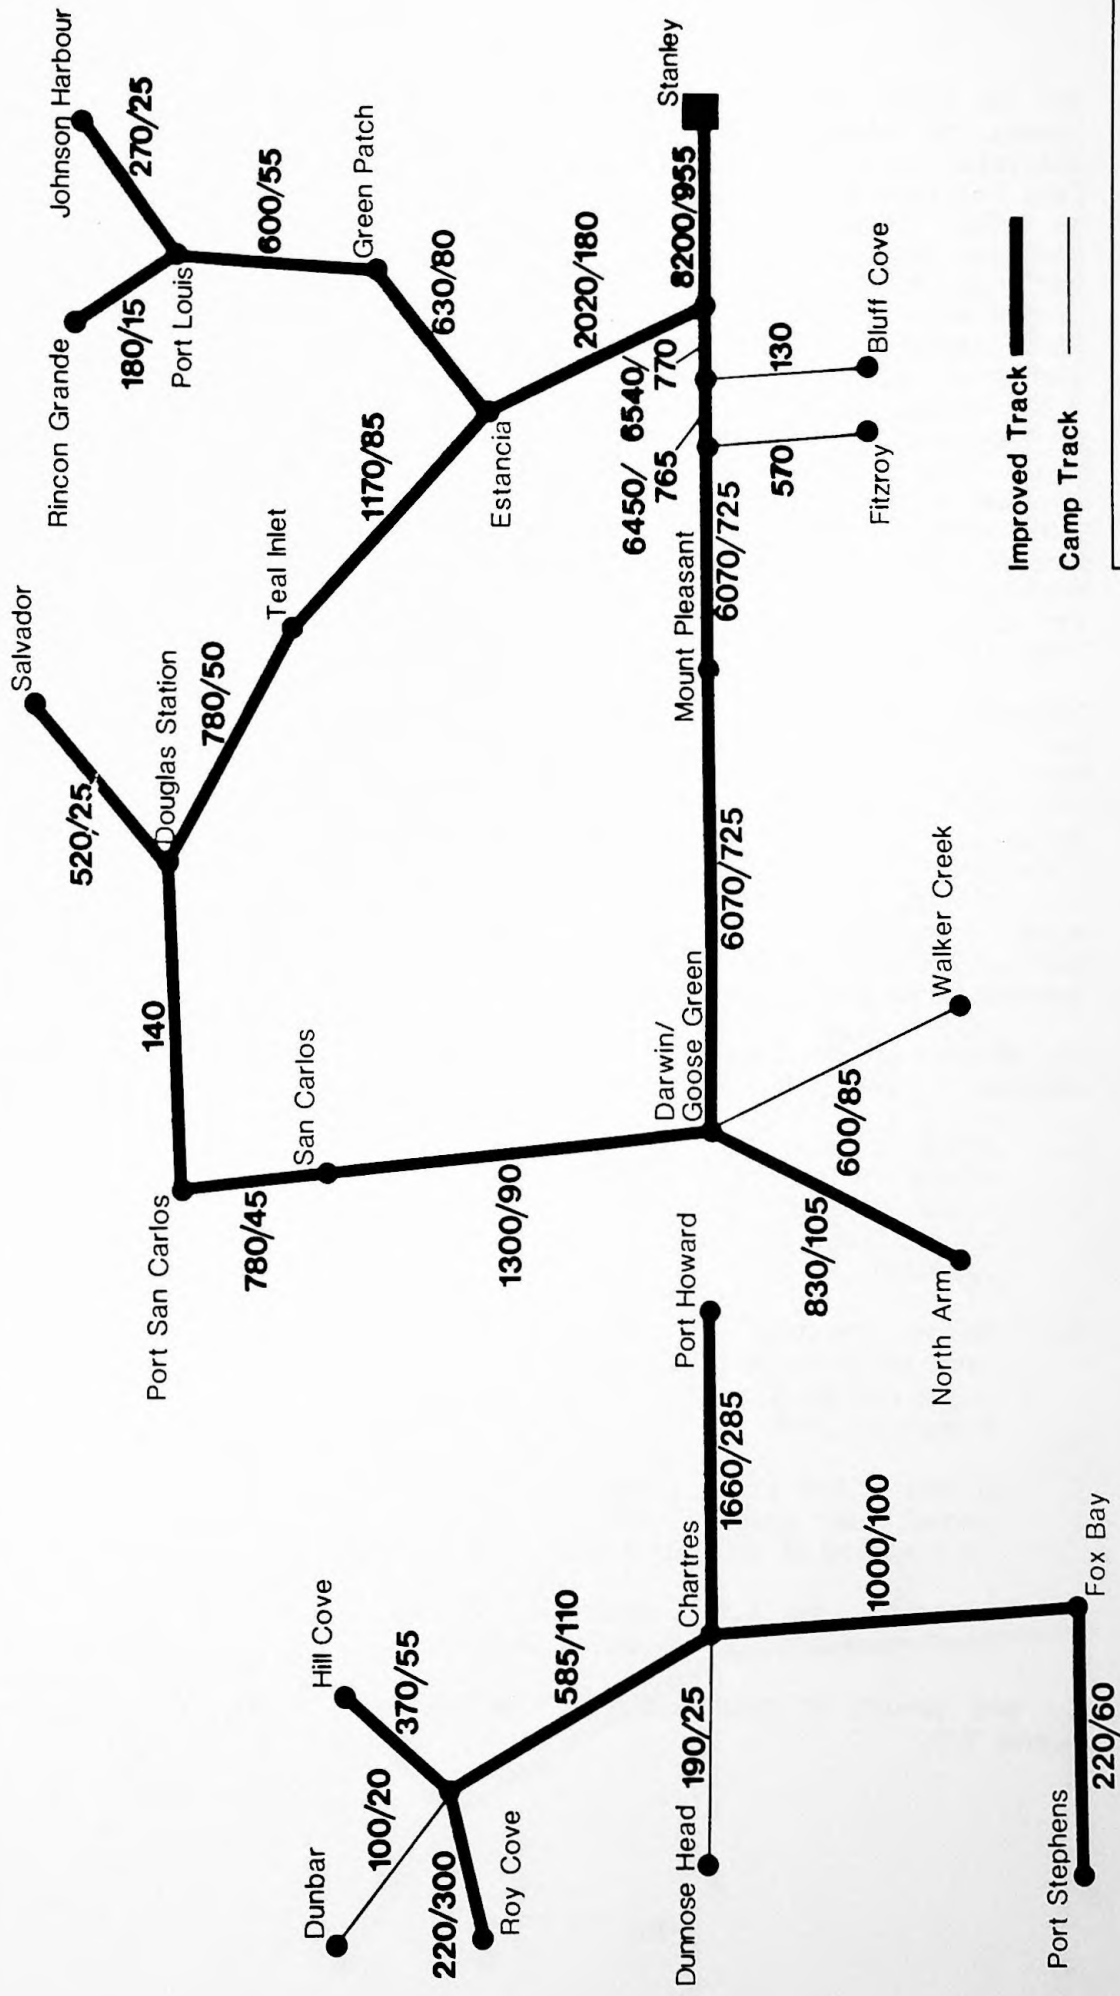 Johnson Harbour
270/25
Rincon Grande
180/15
Port Louis
600/55
Green Patch
630/80
Estancia
2020/180
Stanley
8200/955
Salvador
520/25
Douglas Station
780/50
Teal Inlet
1170/85
140
Port San Carlos
780/45
San Carlos
1300/90
Darwin/
Goose Green
6070/725
Mount Pleasant
6070/725
6450/
765
6540/
770
130
Bluff Cove
570
Fitzroy
Walker Creek
600/85
830/105
North Arm
Port Howard
1660/285
Chartres
1000/100
Fox Bay
220/60
Port Stephens
190/25
Dunnose Head
585/110
Hill Cove
370/55
Dunbar
100/20
220/300
Roy Cove
Improved Track
Camp Track